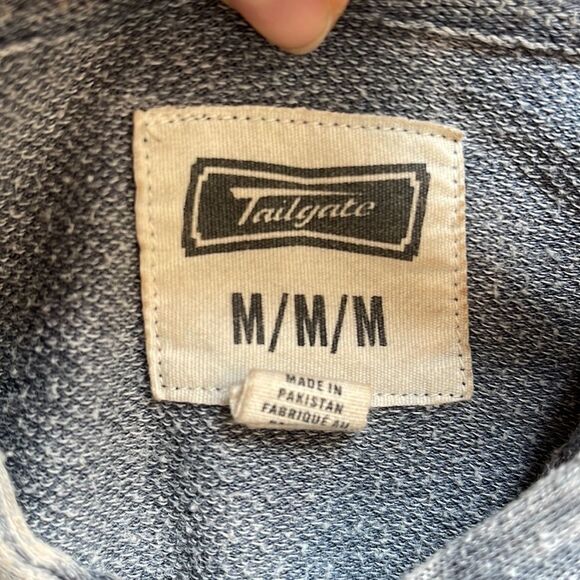 Tailgate
M/M/M
MADE IN
PAKISTAN
FABRIQUE AU